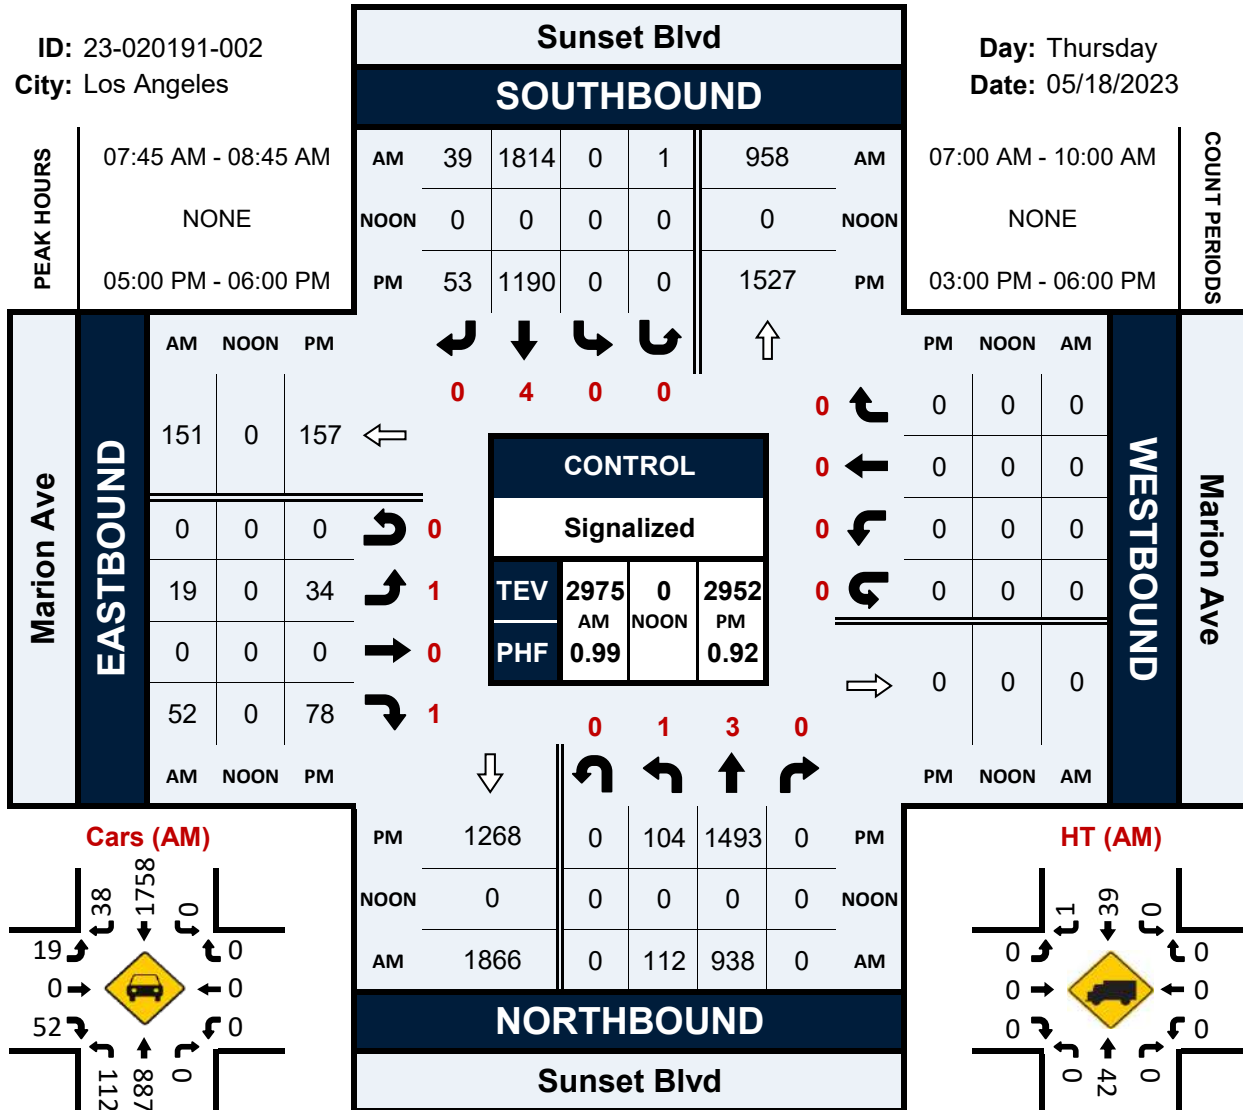 Sunset Blvd
ID: 23-020191-002
City: Los Angeles
Day: Thursday
Date: 05/18/2023
SOUTHBOUND
PEAK HOURS
07:45 AM - 08:45 AM
NONE
05:00 PM - 06:00 PM
AM 39 1814 0 1 958 AM
NOON 0 0 0 0 0 NOON
PM 53 1190 0 0 1527 PM
07:00 AM - 10:00 AM
NONE
03:00 PM - 06:00 PM
COUNT PERIODS
0 4 0 0
Marion Ave
EASTBOUND
AM NOON PM
151 0 157
0 0 0 0
19 0 34 1
0 0 0 0
52 0 78 1
AM NOON PM
CONTROL
Signalized
TEV 2975 0 2952
AM NOON PM
PHF 0.99 0.92
PM NOON AM
0 0 0 0
0 0 0 0
0 0 0 0
0 0 0 0
0 0 0
PM NOON AM
WESTBOUND
Marion Ave
0 1 3 0
PM 1268 0 104 1493 0 PM
NOON 0 0 0 0 0 NOON
AM 1866 0 112 938 0 AM
NORTHBOUND
Sunset Blvd
Cars (AM)
38 1758 0
19 0
0 0
52 0
112 887 0
HT (AM)
1 39 0
0 0
0 0
0 0
0 42 0